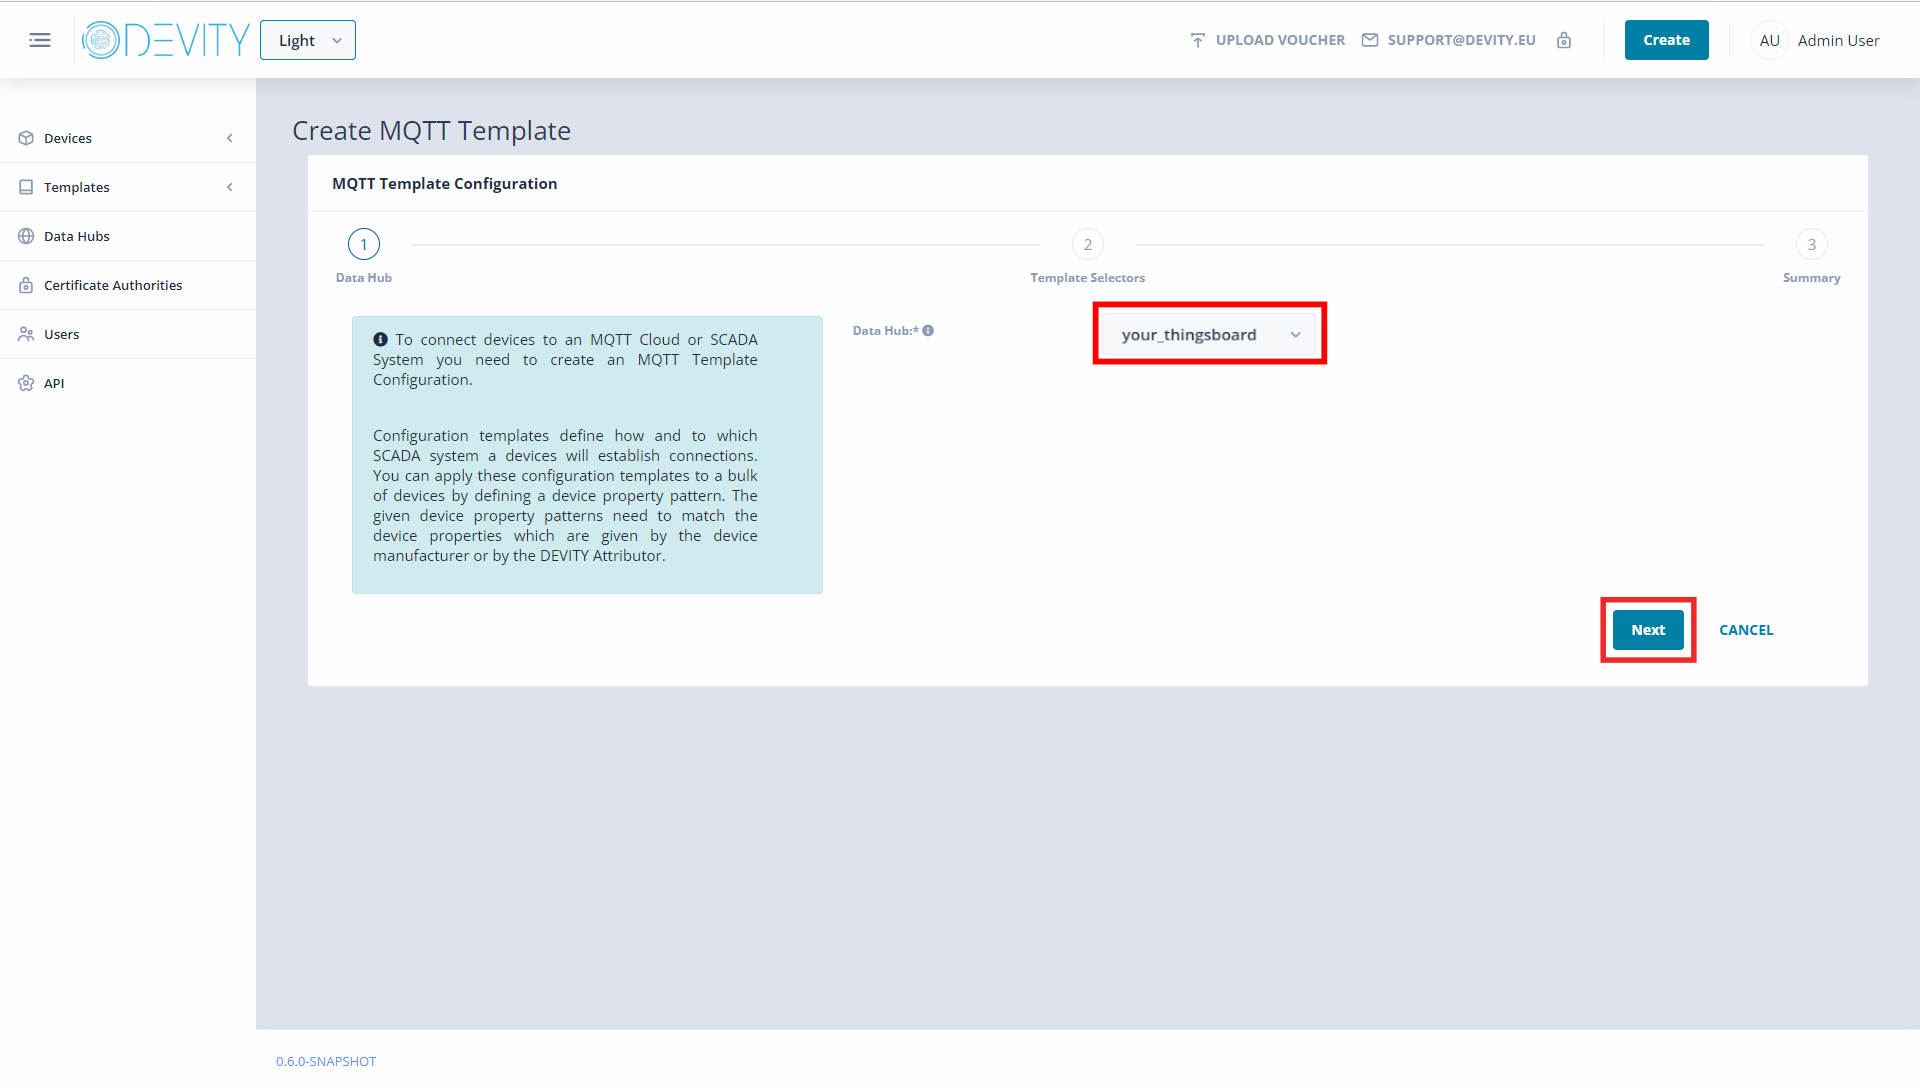 DEVITY
Light
UPLOAD VOUCHER
SUPPORT@DEVITY.EU
Create
AU
Admin User
Devices
Templates
Data Hubs
Certificate Authorities
Users
API
Create MQTT Template
MQTT Template Configuration
1
2
3
Data Hub
Template Selectors
Summary
To connect devices to an MQTT Cloud or SCADA
System you need to create an MQTT Template
Configuration.
Configuration templates define how and to which
SCADA system a devices will establish connections.
You can apply these configuration templates to a bulk
of devices by defining a device property pattern. The
given device property patterns need to match the
device properties which are given by the device
manufacturer or by the DEVITY Attributor.
Data Hub:*
your_thingsboard
Next
CANCEL
0.6.0-SNAPSHOT